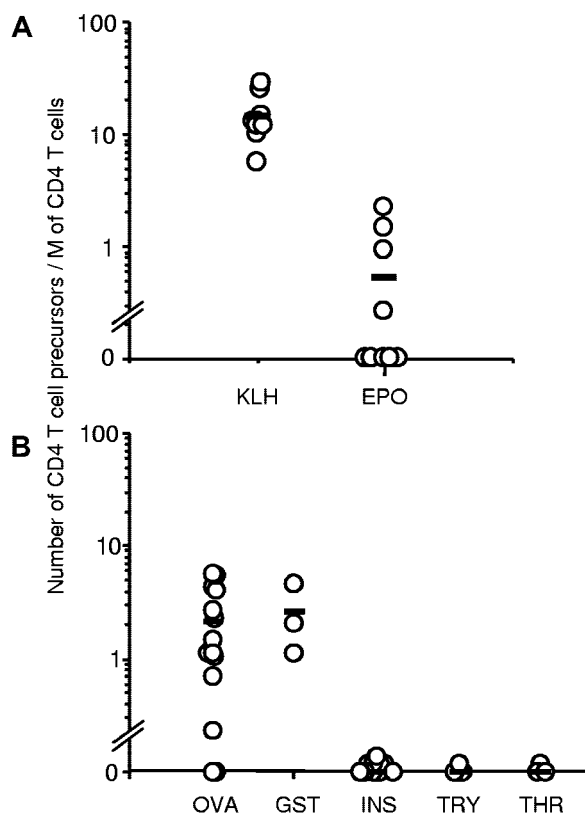 A
100
10
1
0
KLH EPO
Number of CD4 T cell precursors / M of CD4 T cells
B
100
10
1
0
OVA GST INS TRY THR